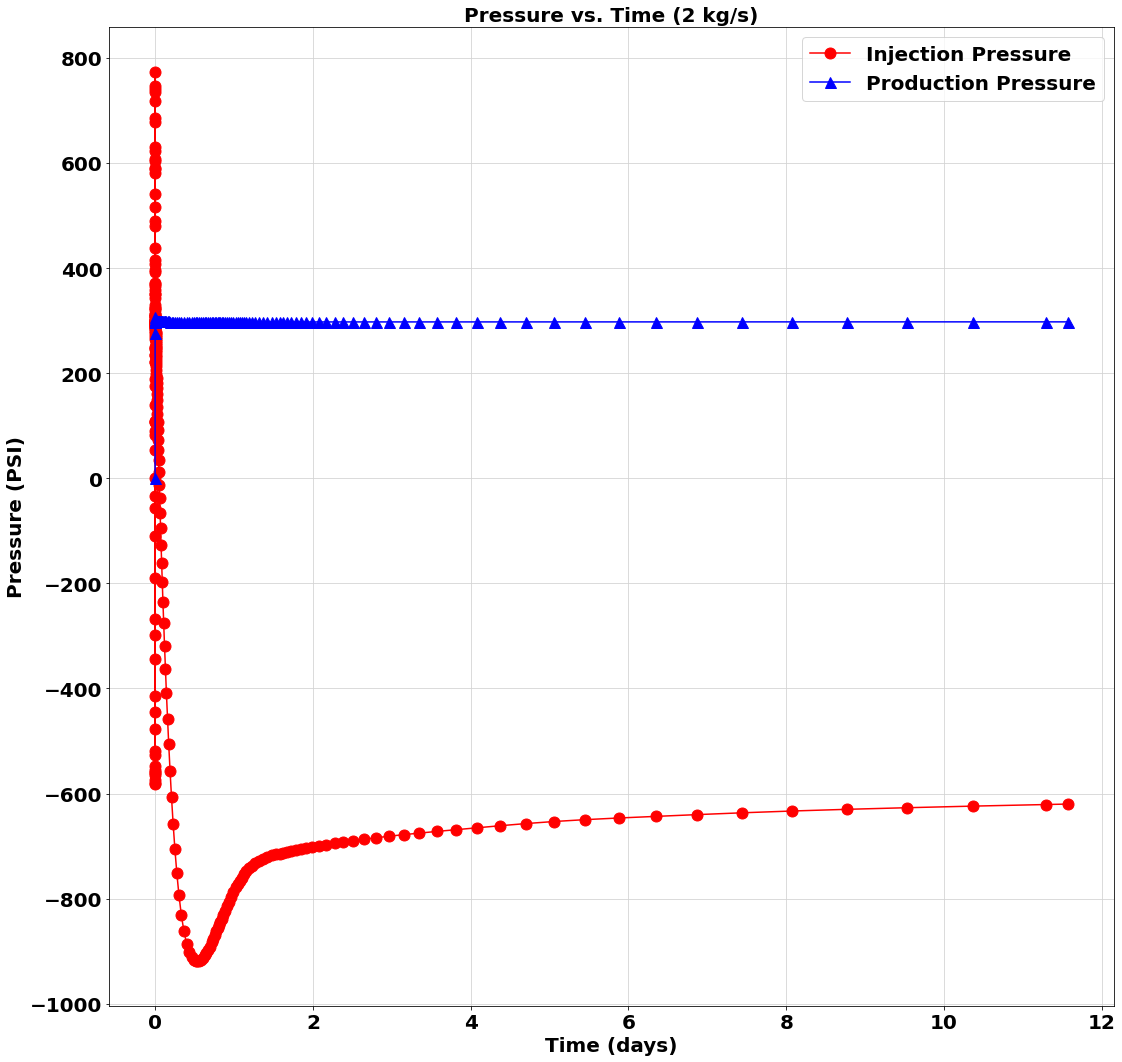 Pressure vs. Time (2 kg/s)
Injection Pressure
Production Pressure
Pressure (PSI)
800
600
400
200
0
−200
−400
−600
−800
−1000
0 2 4 6 8 10 12
Time (days)